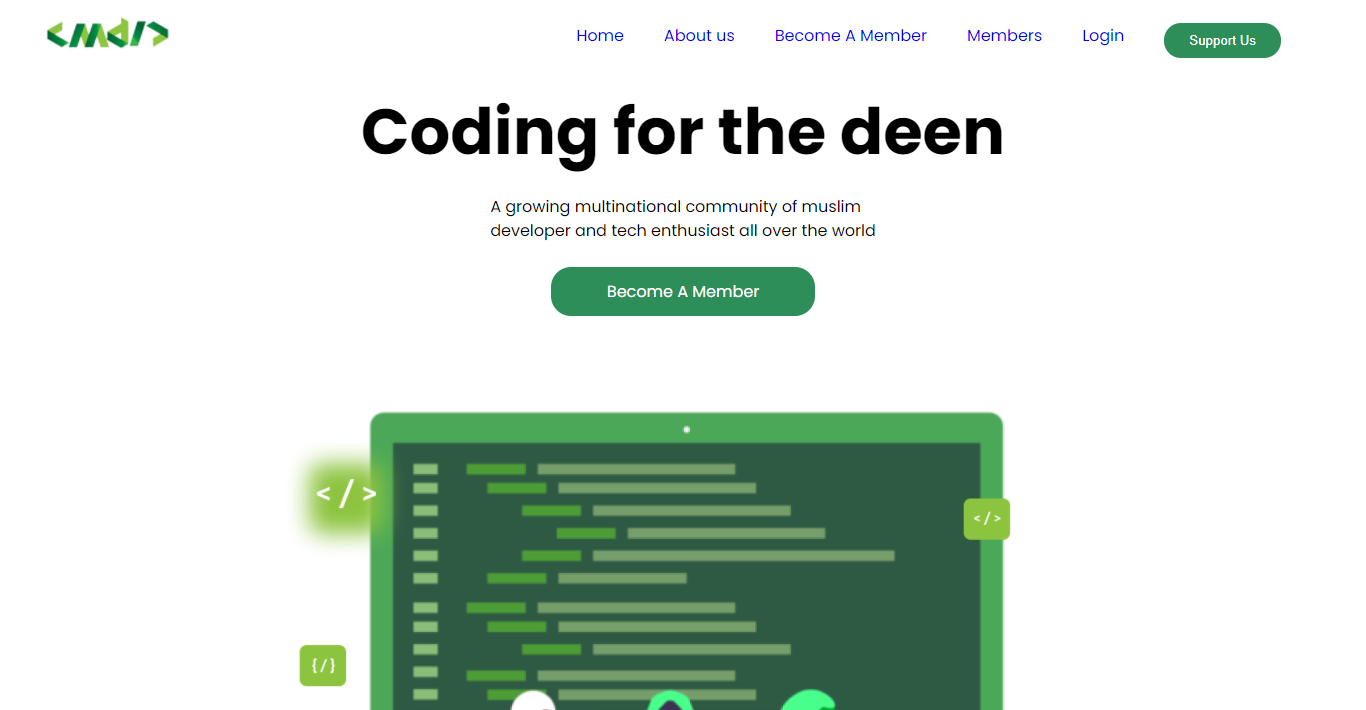 <md/>
Home
About us
Become A Member
Members
Login
Support Us
Coding for the deen
A growing multinational community of muslim
developer and tech enthusiast all over the world
Become A Member
</>
</>
{/}